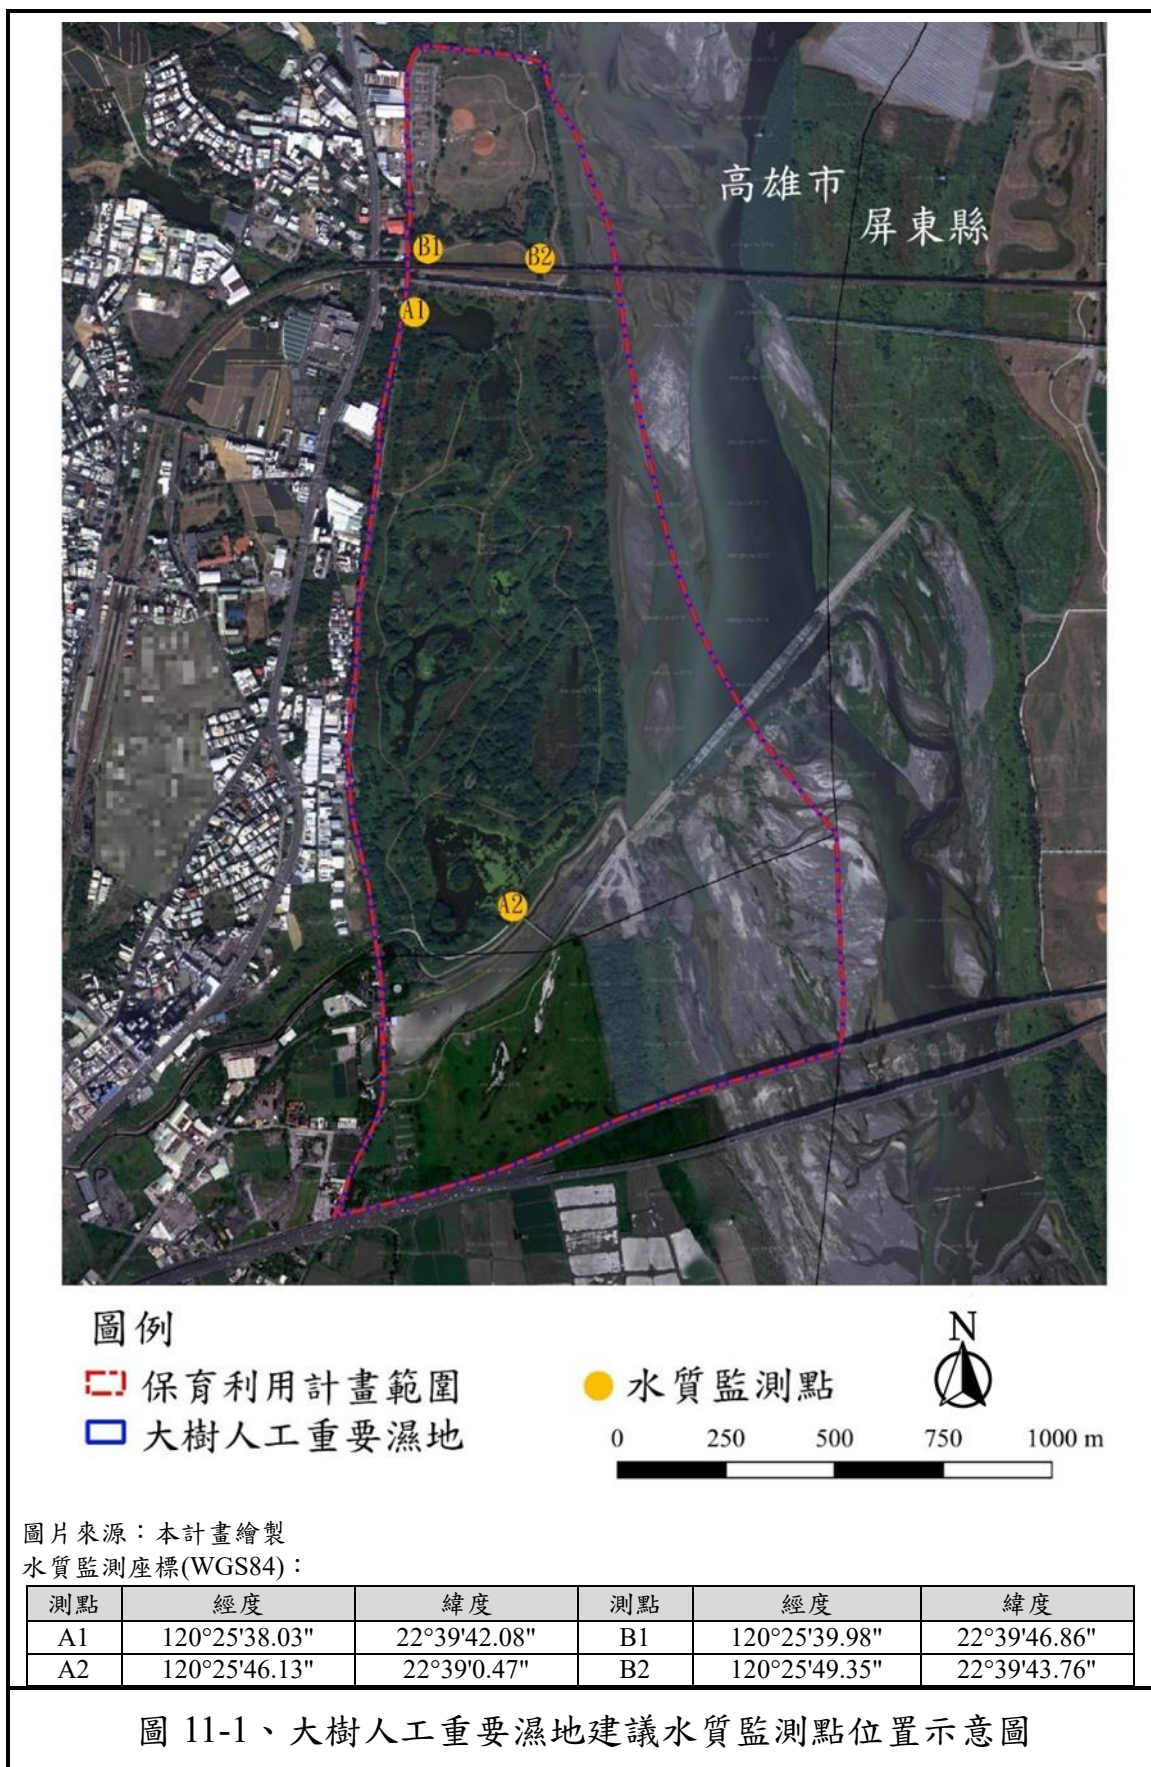 高雄市
屏東縣
B1
B2
A1
A2
圖例
N
保育利用計畫範圍
水質監測點
大樹人工重要濕地
0 250 500 750 1000 m
圖片來源：本計畫繪製
水質監測座標(WGS84)：
測點 經度 緯度 測點 經度 緯度
A1 120°25'38.03" 22°39'42.08" B1 120°25'39.98" 22°39'46.86"
A2 120°25'46.13" 22°39'0.47" B2 120°25'49.35" 22°39'43.76"
圖 11-1、大樹人工重要濕地建議水質監測點位置示意圖